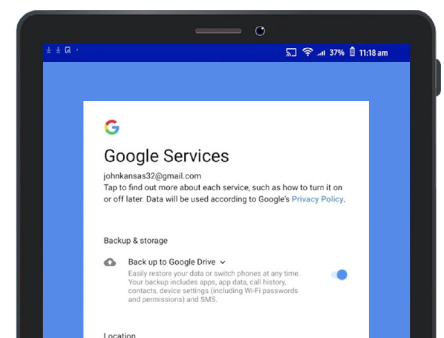 37% 11:18 am
Google Services
johnkansas32@gmail.com
Tap to find out more about each service, such as how to turn it on
or off later. Data will be used according to Google's Privacy Policy.
Backup & storage
Back up to Google Drive
Easily restore your data or switch phones at any time.
Your backup includes apps, app data, call history,
contacts, device settings (including Wi-Fi passwords
and permissions) and SMS.
Location